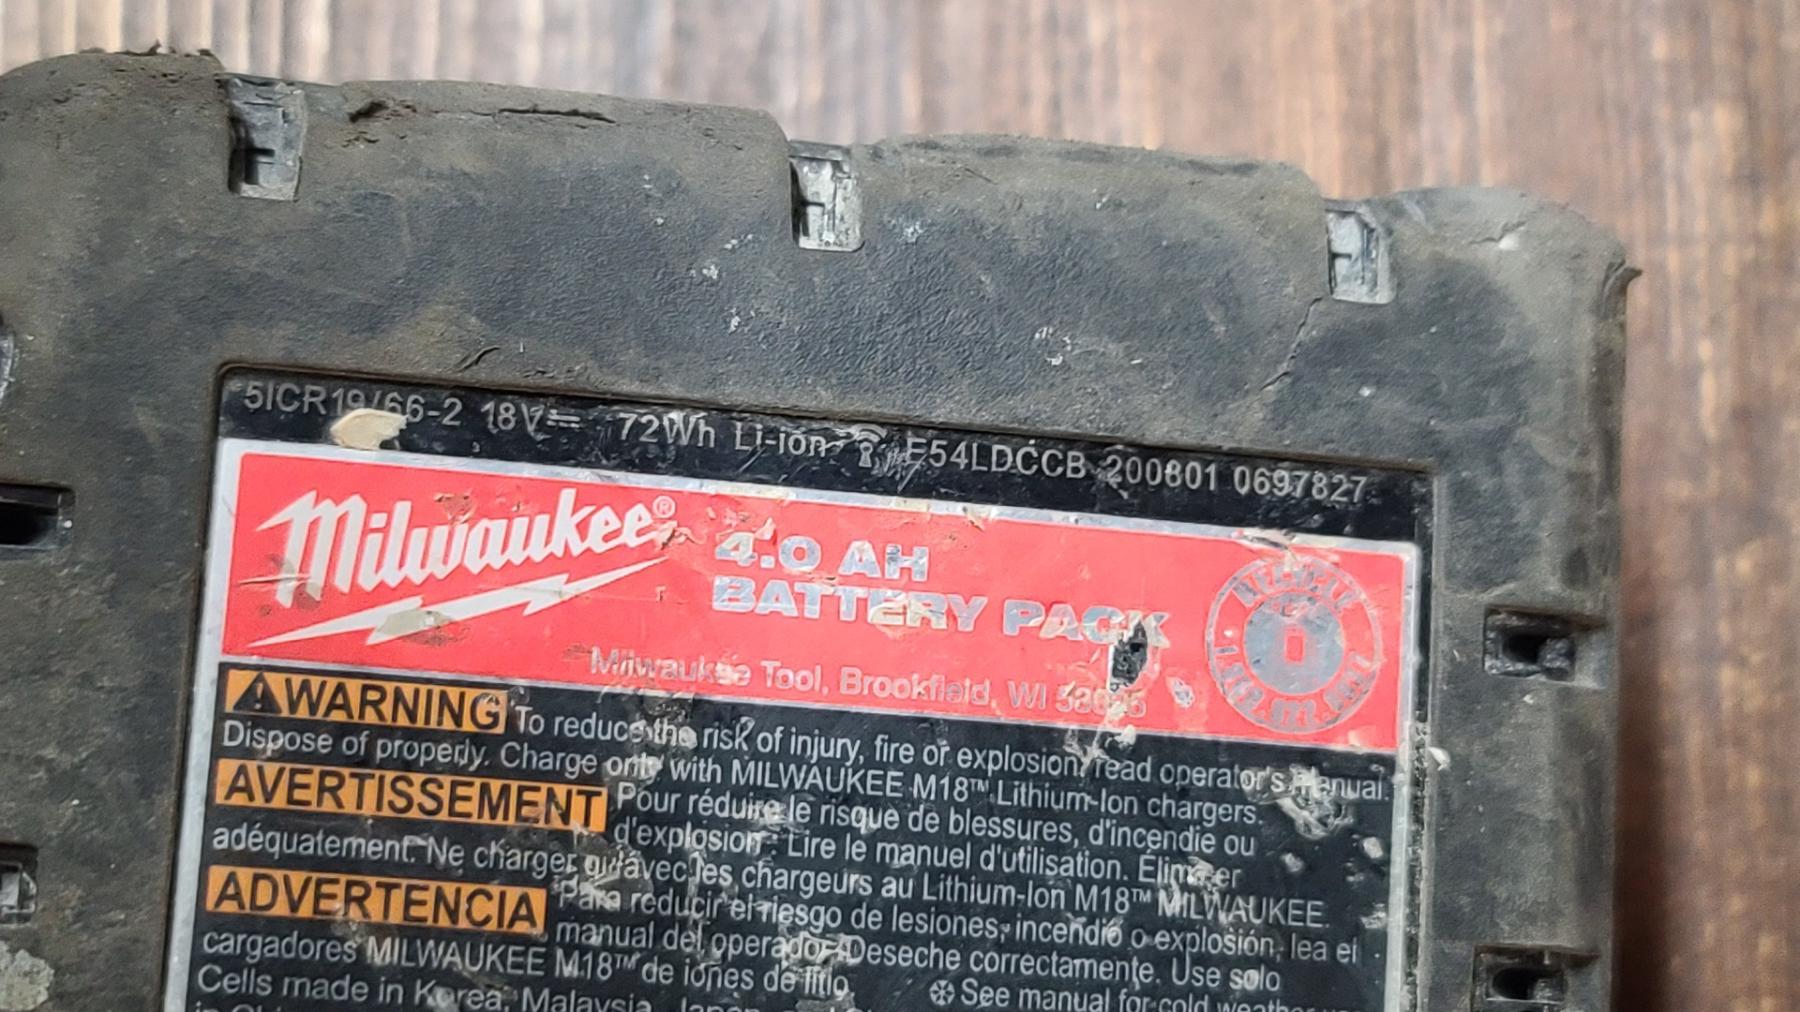 5ICR19/66-2 18V⎓ 72Wh Li-ion E54LDCCB 200801 0697827
Milwaukee®
4.0 AH
BATTERY PACK
Milwaukee Tool, Brookfield, WI
RECYCLE
WARNING To reduce the risk of injury, fire or explosion, read operator's manual.
Dispose of properly. Charge only with MILWAUKEE M18™ Lithium-Ion chargers.
AVERTISSEMENT Pour réduire le risque de blessures, d'incendie ou
d'explosion - Lire le manuel d'utilisation. Éliminer
adéquatement. Ne charger qu'avec les chargeurs au Lithium-Ion M18™ MILWAUKEE.
ADVERTENCIA Para reducir el riesgo de lesiones, incendio o explosión, lea el
manual del operador. Deseche correctamente. Use solo
cargadores MILWAUKEE M18™ de iones de litio
Cells made in Korea, Malaysia, Japan,
See manual for cold weather